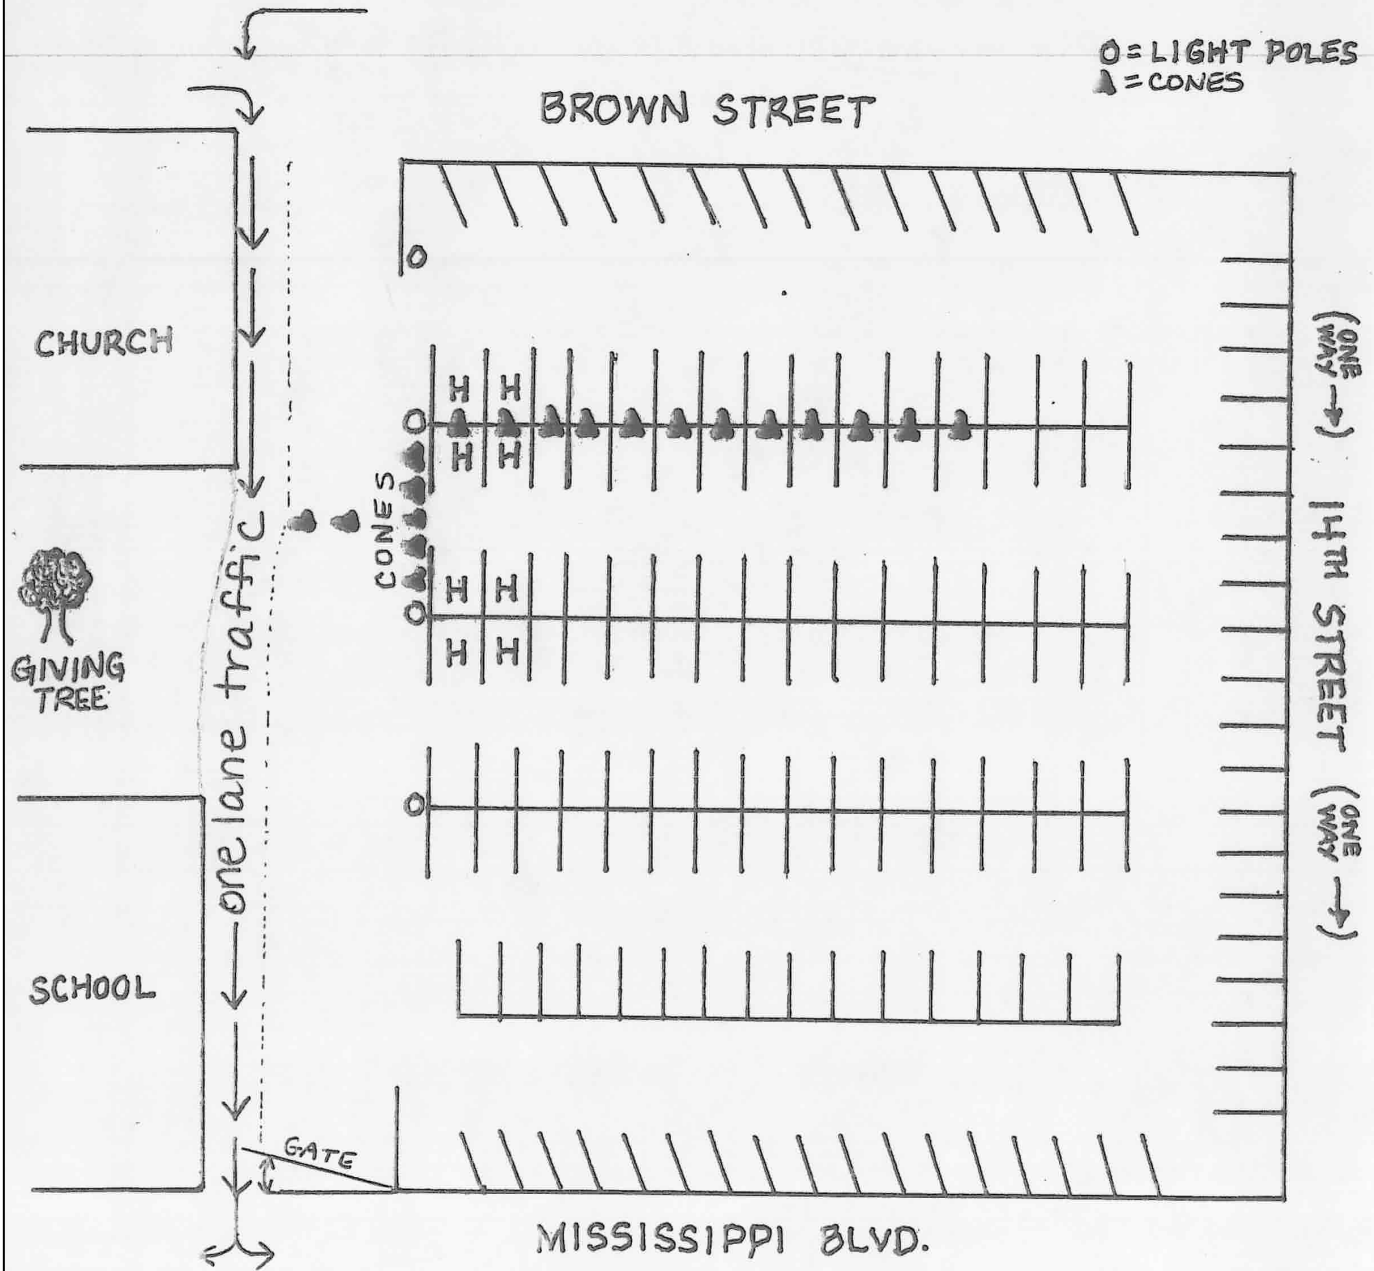 O = LIGHT POLES
▲ = CONES
BROWN STREET
CHURCH
H H
H H
CONES
H H
H H
GIVING
TREE
one lane traffic
SCHOOL
GATE
(ONE
WAY →)
14TH STREET
(ONE
WAY →)
MISSISSIPPI BLVD.